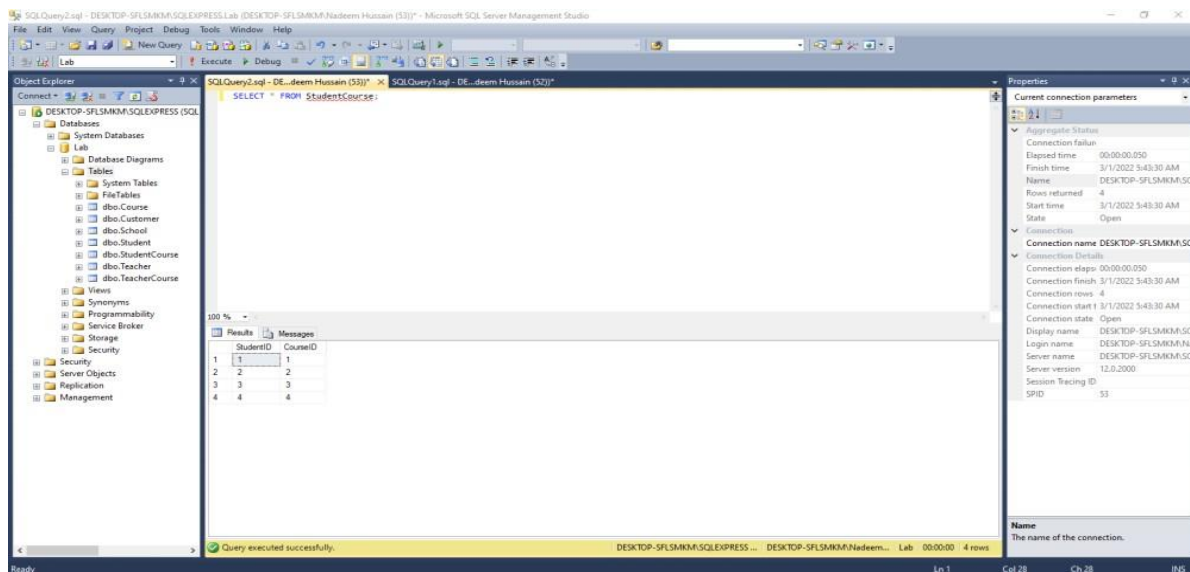 SQLQuery2.sql - DESKTOP-SFLSMKM\SQLEXPRESS.Lab (DESKTOP-SFLSMKM\Nadeem Hussain (53))* - Microsoft SQL Server Management Studio
File Edit View Query Project Debug Tools Window Help
New Query
Lab
Execute Debug
Object Explorer
Connect
DESKTOP-SFLSMKM\SQLEXPRESS (SQL
Databases
System Databases
Lab
Database Diagrams
Tables
System Tables
FileTables
dbo.Course
dbo.Customer
dbo.School
dbo.Student
dbo.StudentCourse
dbo.Teacher
dbo.TeacherCourse
Views
Synonyms
Programmability
Service Broker
Storage
Security
Security
Server Objects
Replication
Management
SQLQuery2.sql - DE...deem Hussain (53))* SQLQuery1.sql - DE...deem Hussain (52))*
SELECT * FROM StudentCourse;
100 %
Results Messages
StudentID CourseID
1 1 1
2 2 2
3 3 3
4 4 4
Query executed successfully.
DESKTOP-SFLSMKM\SQLEXPRESS ... DESKTOP-SFLSMKM\Nadeem... Lab 00:00:00 4 rows
Properties
Current connection parameters
Aggregate Status
Connection failur
Elapsed time 00:00:00.050
Finish time 3/1/2022 5:43:30 AM
Name DESKTOP-SFLSMKM\SQ
Rows returned 4
Start time 3/1/2022 5:43:30 AM
State Open
Connection
Connection name DESKTOP-SFLSMKM\SQ
Connection Details
Connection elaps 00:00:00.050
Connection finish 3/1/2022 5:43:30 AM
Connection rows 4
Connection start t 3/1/2022 5:43:30 AM
Connection state Open
Display name DESKTOP-SFLSMKM\SQ
Login name DESKTOP-SFLSMKM\Na
Server name DESKTOP-SFLSMKM\SQ
Server version 12.0.2000
Session Tracing ID
SPID 53
Name
The name of the connection.
Ready Ln 1 Col 28 Ch 28 INS